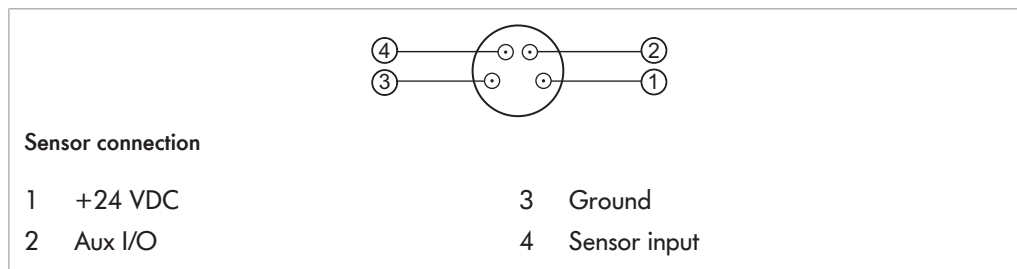 4 2
3 1
Sensor connection
1 +24 VDC 3 Ground
2 Aux I/O 4 Sensor input